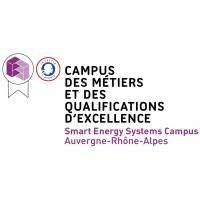 CAMPUS
DES MÉTIERS
ET DES
QUALIFICATIONS
D'EXCELLENCE
Smart Energy Systems Campus
Auvergne-Rhône-Alpes